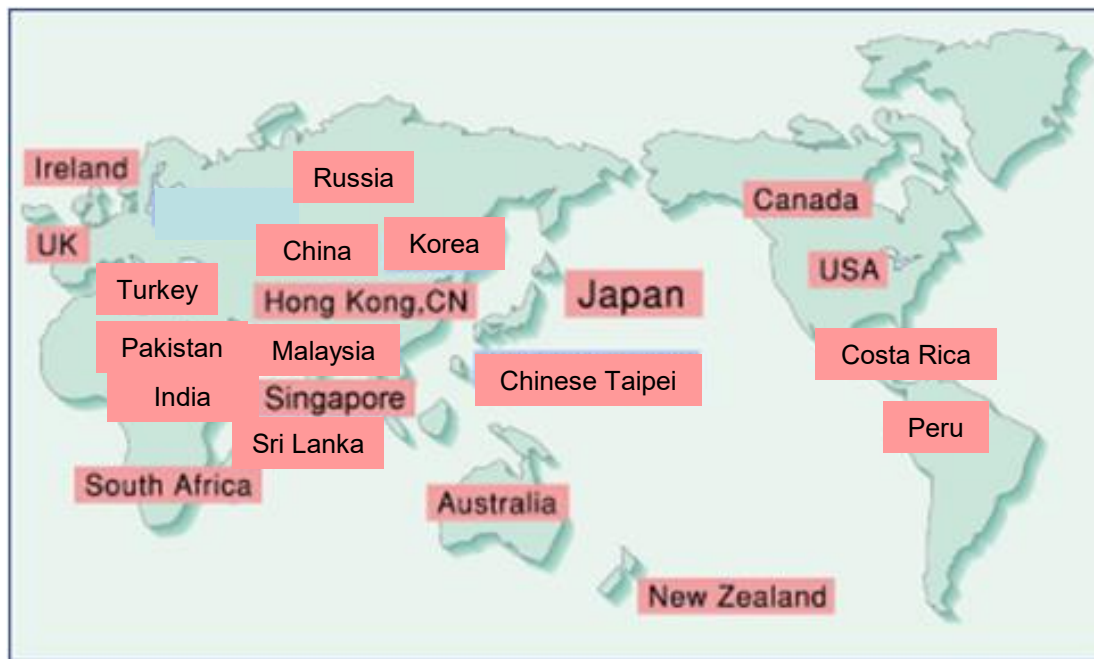 Ireland
Russia
Canada
UK
China
Korea
USA
Turkey
Hong Kong,CN
Japan
Pakistan
Malaysia
Costa Rica
Chinese Taipei
India
Singapore
Peru
Sri Lanka
South Africa
Australia
New Zealand